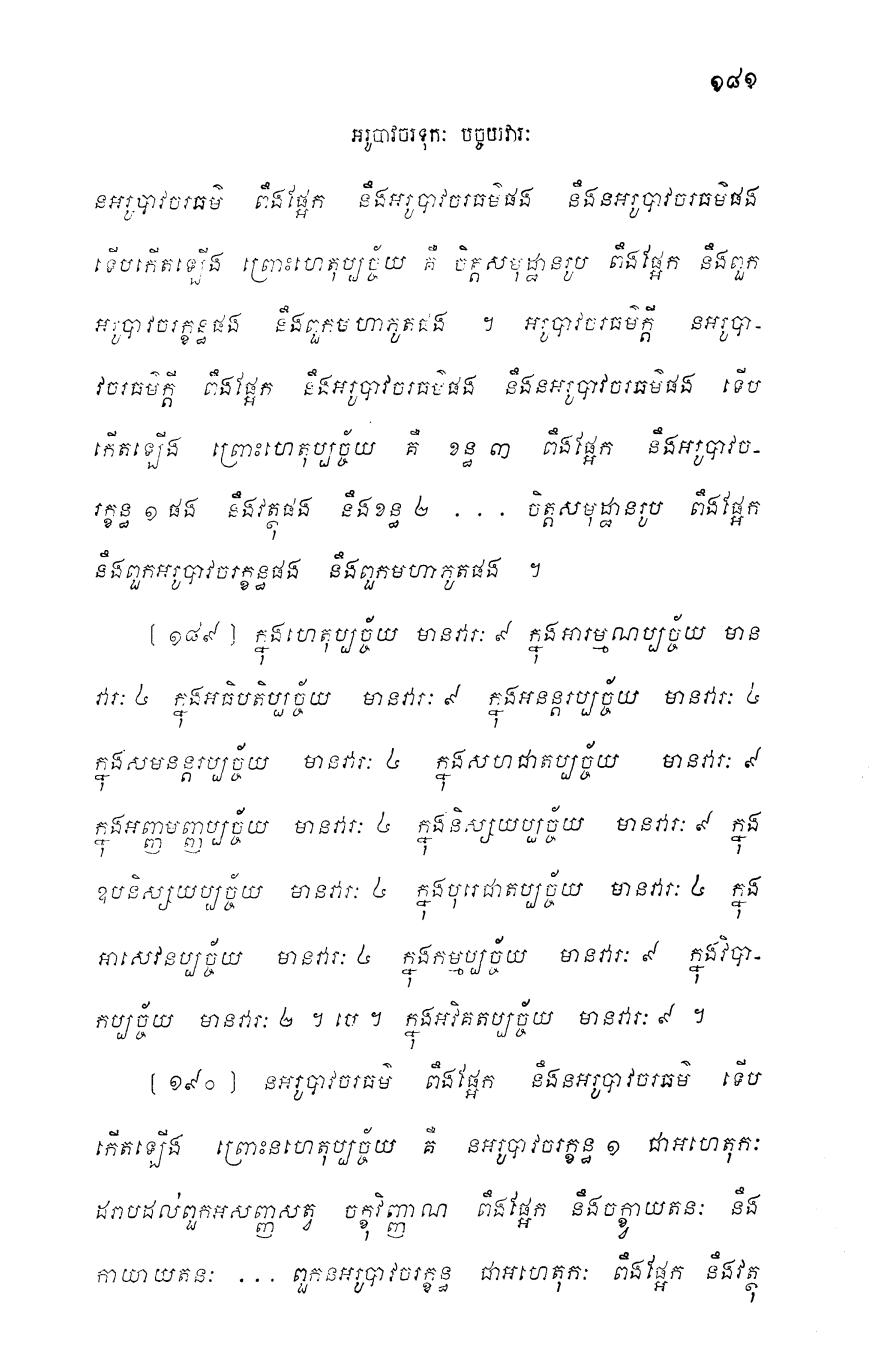 ១៨១
អរូបាវចរទុកៈ បច្ចយវារៈ
នអរូបាវចរធម៌ ពឹងផ្អែក នឹងអរូបាវចរធម៌ផង នឹងនអរូបាវចរធម៌ផង
ទើបកើតឡើង ព្រោះហេតុប្បច្ច័យ គឺ ចិត្តសមុដ្ឋានរូប ពឹងផ្អែក នឹងពួក
អរូបាវចរក្ខន្ធផង នឹងពួកមហាភូតផង ។ អរូបាវចរធម៌ក្តី នអរូបា-
វចរធម៌ក្តី ពឹងផ្អែក នឹងអរូបាវចរធម៌ផង នឹងនអរូបាវចរធម៌ផង ទើប
កើតឡើង ព្រោះហេតុប្បច្ច័យ គឺ ខន្ធ ៣ ពឹងផ្អែក នឹងអរូបាវច-
រក្ខន្ធ ១ ផង នឹងវត្ថុផង នឹងខន្ធ ២ . . . ចិត្តសមុដ្ឋានរូប ពឹងផ្អែក
នឹងពួកអរូបាវចរក្ខន្ធផង នឹងពួកមហាភូតផង ។
[ ១៨៩ ] ក្នុងហេតុប្បច្ច័យ មានវារៈ ៩ ក្នុងអារម្មណប្បច្ច័យ មាន
វារៈ ៤ ក្នុងអធិបតិប្បច្ច័យ មានវារៈ ៩ ក្នុងអនន្តរប្បច្ច័យ មានវារៈ ៤
ក្នុងសមនន្តរប្បច្ច័យ មានវារៈ ៤ ក្នុងសហជាតប្បច្ច័យ មានវារៈ ៩
ក្នុងអញ្ញមញ្ញប្បច្ច័យ មានវារៈ ៤ ក្នុងនិស្សយប្បច្ច័យ មានវារៈ ៩ ក្នុង
ឧបនិស្សយប្បច្ច័យ មានវារៈ ៤ ក្នុងបុរេជាតប្បច្ច័យ មានវារៈ ៤ ក្នុង
អាសេវនប្បច្ច័យ មានវារៈ ៤ ក្នុងកម្មប្បច្ច័យ មានវារៈ ៩ ក្នុងវិបា-
កប្បច្ច័យ មានវារៈ ២ ។ បេ ។ ក្នុងអវិគតប្បច្ច័យ មានវារៈ ៩ ។
[ ១៩០ ] នអរូបាវចរធម៌ ពឹងផ្អែក នឹងនអរូបាវចរធម៌ ទើប
កើតឡើង ព្រោះនហេតុប្បច្ច័យ គឺ នអរូបាវចរក្ខន្ធ ១ ជាអហេតុកៈ
ដរាបដល់ពួកអសញ្ញសត្វ ចក្ខុវិញ្ញាណ ពឹងផ្អែក នឹងចក្ខ្វាយតនៈ នឹង
កាយាយតនៈ . . . ពួកនអរូបាវចរក្ខន្ធ ជាអហេតុកៈ ពឹងផ្អែក នឹងវត្ថុ